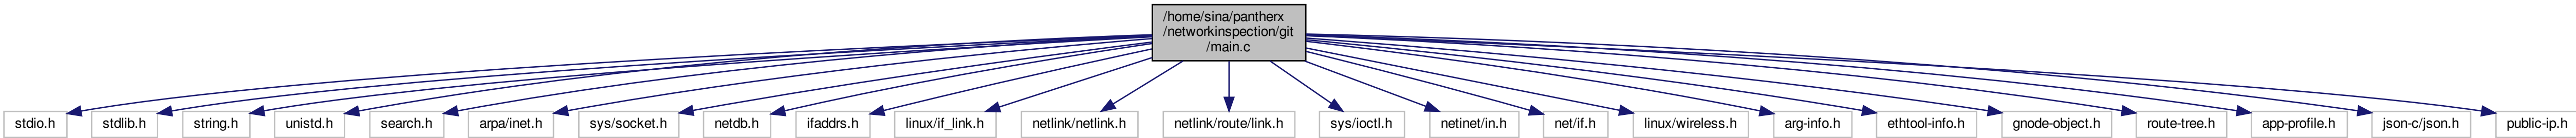 /home/sina/pantherx
/networkinspection/git
/main.c
stdio.h
stdlib.h
string.h
unistd.h
search.h
arpa/inet.h
sys/socket.h
netdb.h
ifaddrs.h
linux/if_link.h
netlink/netlink.h
netlink/route/link.h
sys/ioctl.h
netinet/in.h
net/if.h
linux/wireless.h
arg-info.h
ethtool-info.h
gnode-object.h
route-tree.h
app-profile.h
json-c/json.h
public-ip.h